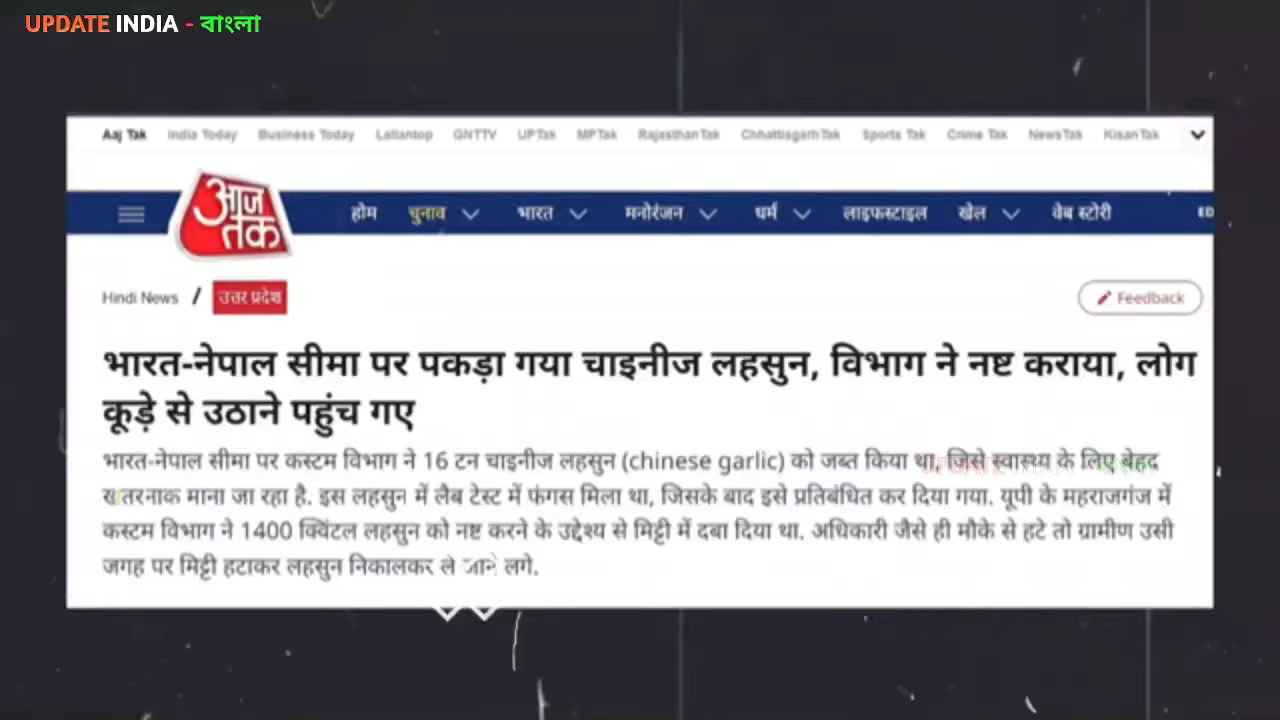 UPDATE INDIA - বাংলা
Aaj Tak India Today Business Today Lallantop GNTTV UPTak MPTak RajasthanTak ChhattisgarhTak Sports Tak Crime Tak NewsTak KisanTak
आज तक
होम चुनाव भारत मनोरंजन धर्म लाइफस्टाइल खेल वेब स्टोरी
Hindi News / उत्तर प्रदेश
Feedback
भारत-नेपाल सीमा पर पकड़ा गया चाइनीज लहसुन, विभाग ने नष्ट कराया, लोग
कूड़े से उठाने पहुंच गए
भारत-नेपाल सीमा पर कस्टम विभाग ने 16 टन चाइनीज लहसुन (chinese garlic) को जब्त किया था, जिसे स्वास्थ्य के लिए बेहद
खतरनाक माना जा रहा है. इस लहसुन में लैब टेस्ट में फंगस मिला था, जिसके बाद इसे प्रतिबंधित कर दिया गया. यूपी के महराजगंज में
कस्टम विभाग ने 1400 क्विंटल लहसुन को नष्ट करने के उद्देश्य से मिट्टी में दबा दिया था. अधिकारी जैसे ही मौके से हटे तो ग्रामीण उसी
जगह पर मिट्टी हटाकर लहसुन निकालकर ले जाने लगे.